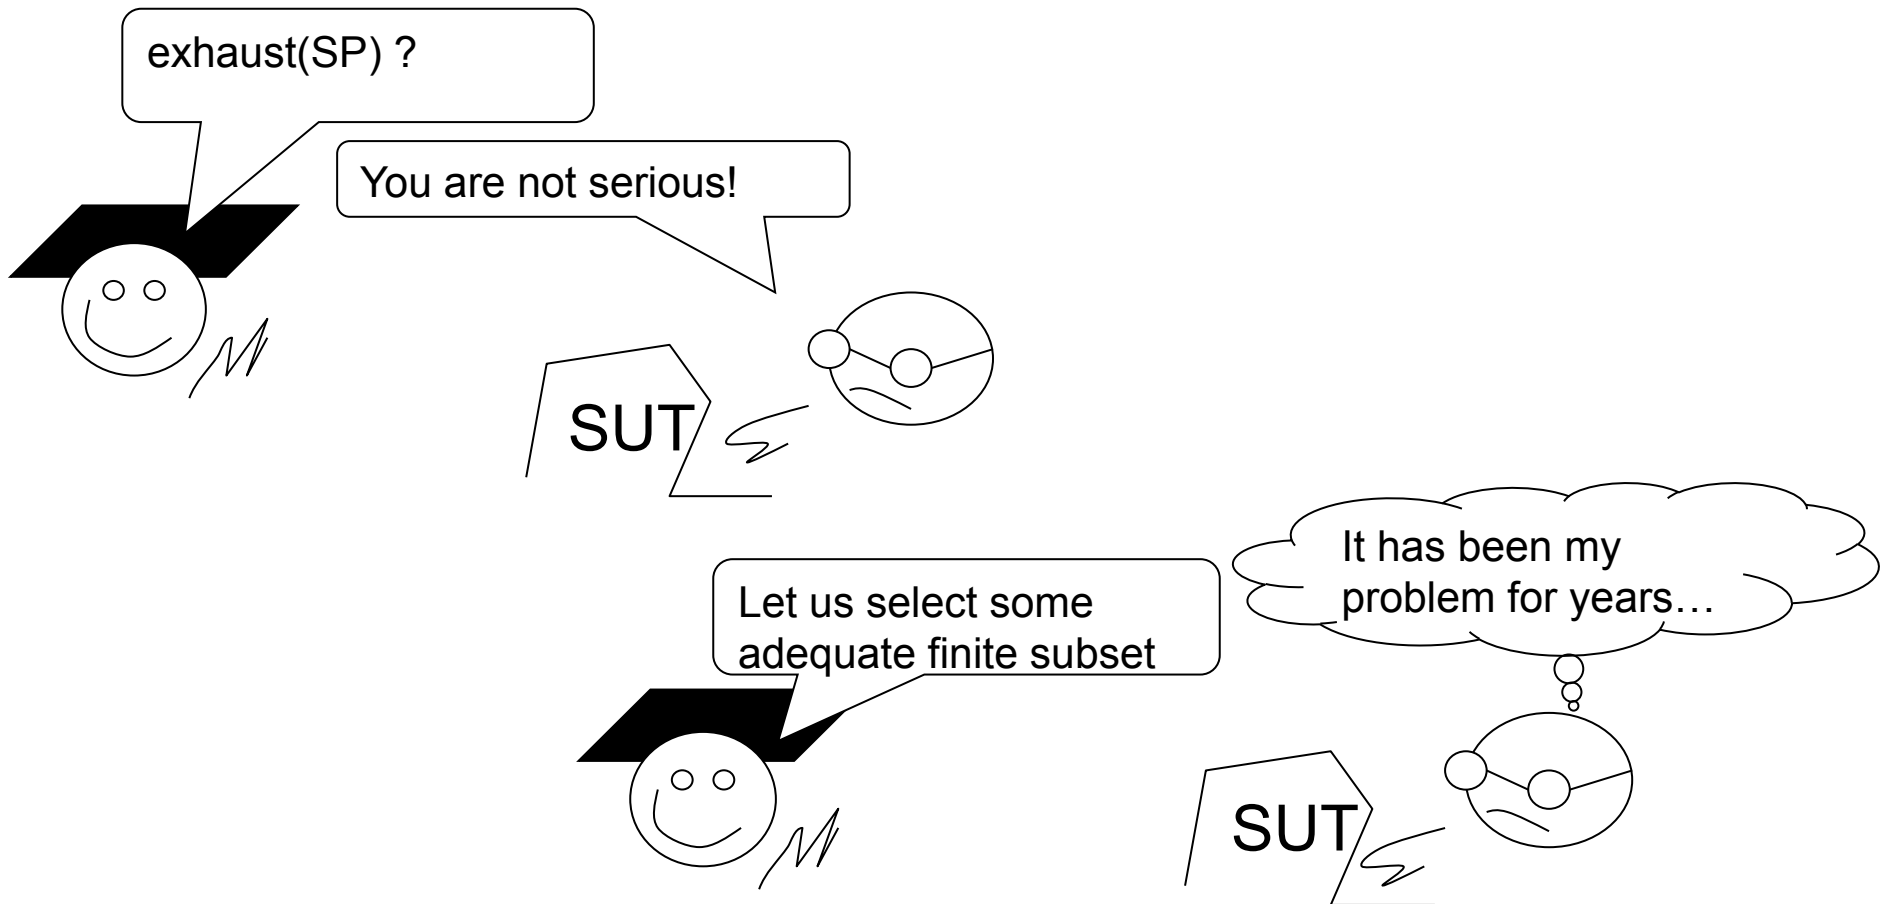 exhaust(SP) ?
You are not serious!
SUT
It has been my
problem for years…
Let us select some
adequate finite subset
SUT